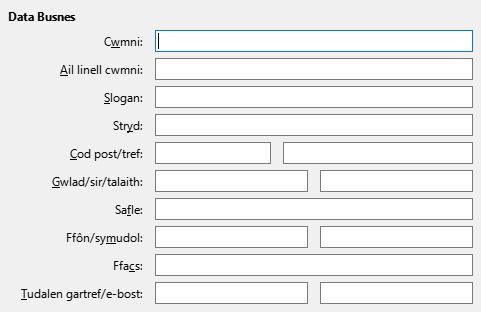 Data Busnes
Cwmni:
Ail linell cwmni:
Slogan:
Stryd:
Cod post/tref:
Gwlad/sir/talaith:
Safle:
Ffôn/symudol:
Ffacs:
Tudalen gartref/e-bost: